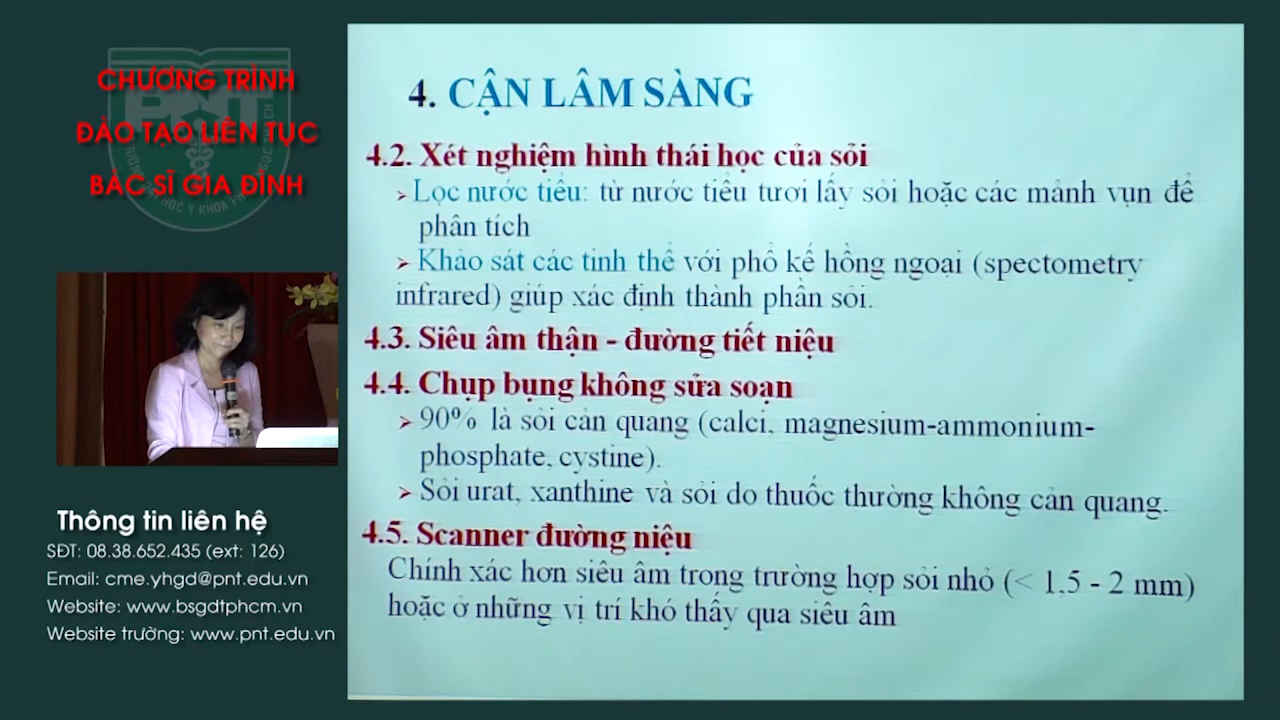 CHƯƠNG TRÌNH
ĐÀO TẠO LIÊN TỤC
BÁC SĨ GIA ĐÌNH
PNT
Thông tin liên hệ
SĐT: 08.38.652.435 (ext: 126)
Email: cme.yhgd@pnt.edu.vn
Website: www.bsgdtphcm.vn
Website trường: www.pnt.edu.vn
4. CẬN LÂM SÀNG
4.2. Xét nghiệm hình thái học của sỏi
➢ Lọc nước tiểu: từ nước tiểu tươi lấy sỏi hoặc các mảnh vụn để
phân tích
➢ Khảo sát các tinh thể với phổ kế hồng ngoại (spectometry
infrared) giúp xác định thành phần sỏi.
4.3. Siêu âm thận - đường tiết niệu
4.4. Chụp bụng không sửa soạn
➢ 90% là sỏi cản quang (calci, magnesium-ammonium-
phosphate, cystine).
➢ Sỏi urat, xanthine và sỏi do thuốc thường không cản quang.
4.5. Scanner đường niệu
Chính xác hơn siêu âm trong trường hợp sỏi nhỏ (< 1,5 - 2 mm)
hoặc ở những vị trí khó thấy qua siêu âm